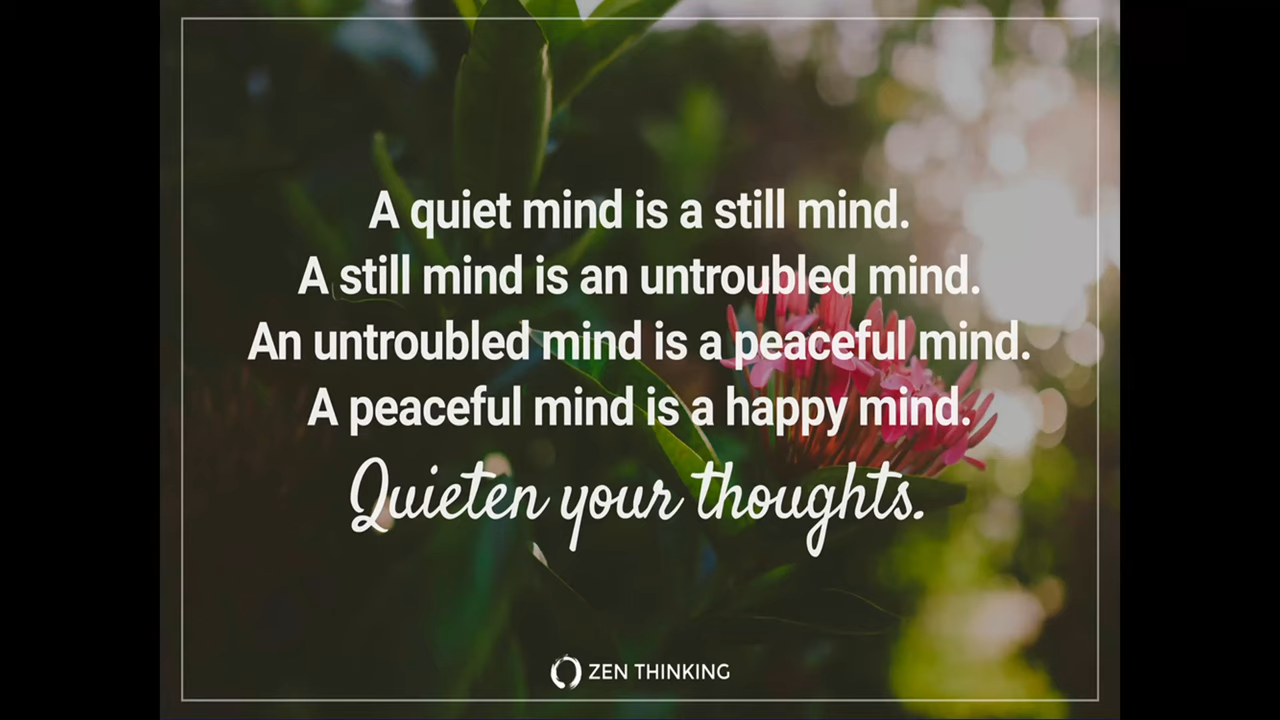 A quiet mind is a still mind.
A still mind is an untroubled mind.
An untroubled mind is a peaceful mind.
A peaceful mind is a happy mind.
Quieten your thoughts.
ZEN THINKING